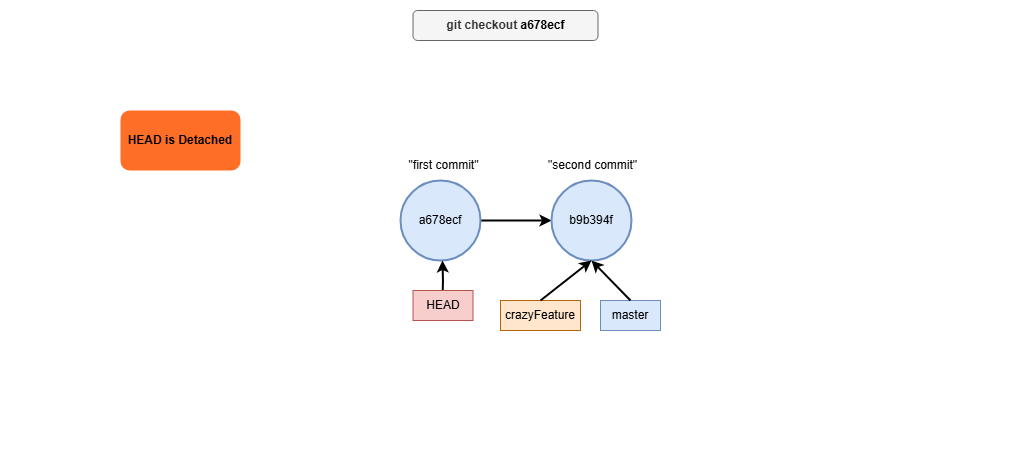 git checkout a678ecf
HEAD is Detached
"first commit"
"second commit"
a678ecf
b9b394f
HEAD
crazyFeature
master